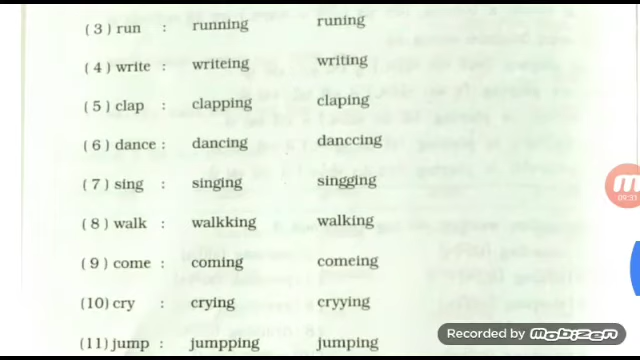 (3) run : running runing
(4) write : writeing writing
(5) clap : clapping claping
(6) dance : dancing danccing
(7) sing : singing singging
(8) walk : walkking walking
(9) come : coming comeing
(10) cry : crying cryying
(11) jump : jumpping jumping
09:33
Recorded by mobizen